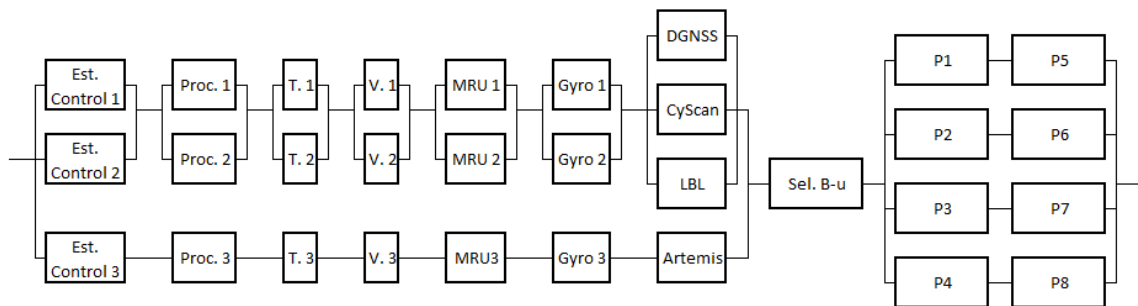 DGNSS
Est.
Control 1
Proc. 1
T. 1
V. 1
MRU 1
Gyro 1
P1
P5
CyScan
Est.
Control 2
Proc. 2
T. 2
V. 2
MRU 2
Gyro 2
P2
P6
LBL
Sel. B-u
P3
P7
Est.
Control 3
Proc. 3
T. 3
V. 3
MRU3
Gyro 3
Artemis
P4
P8